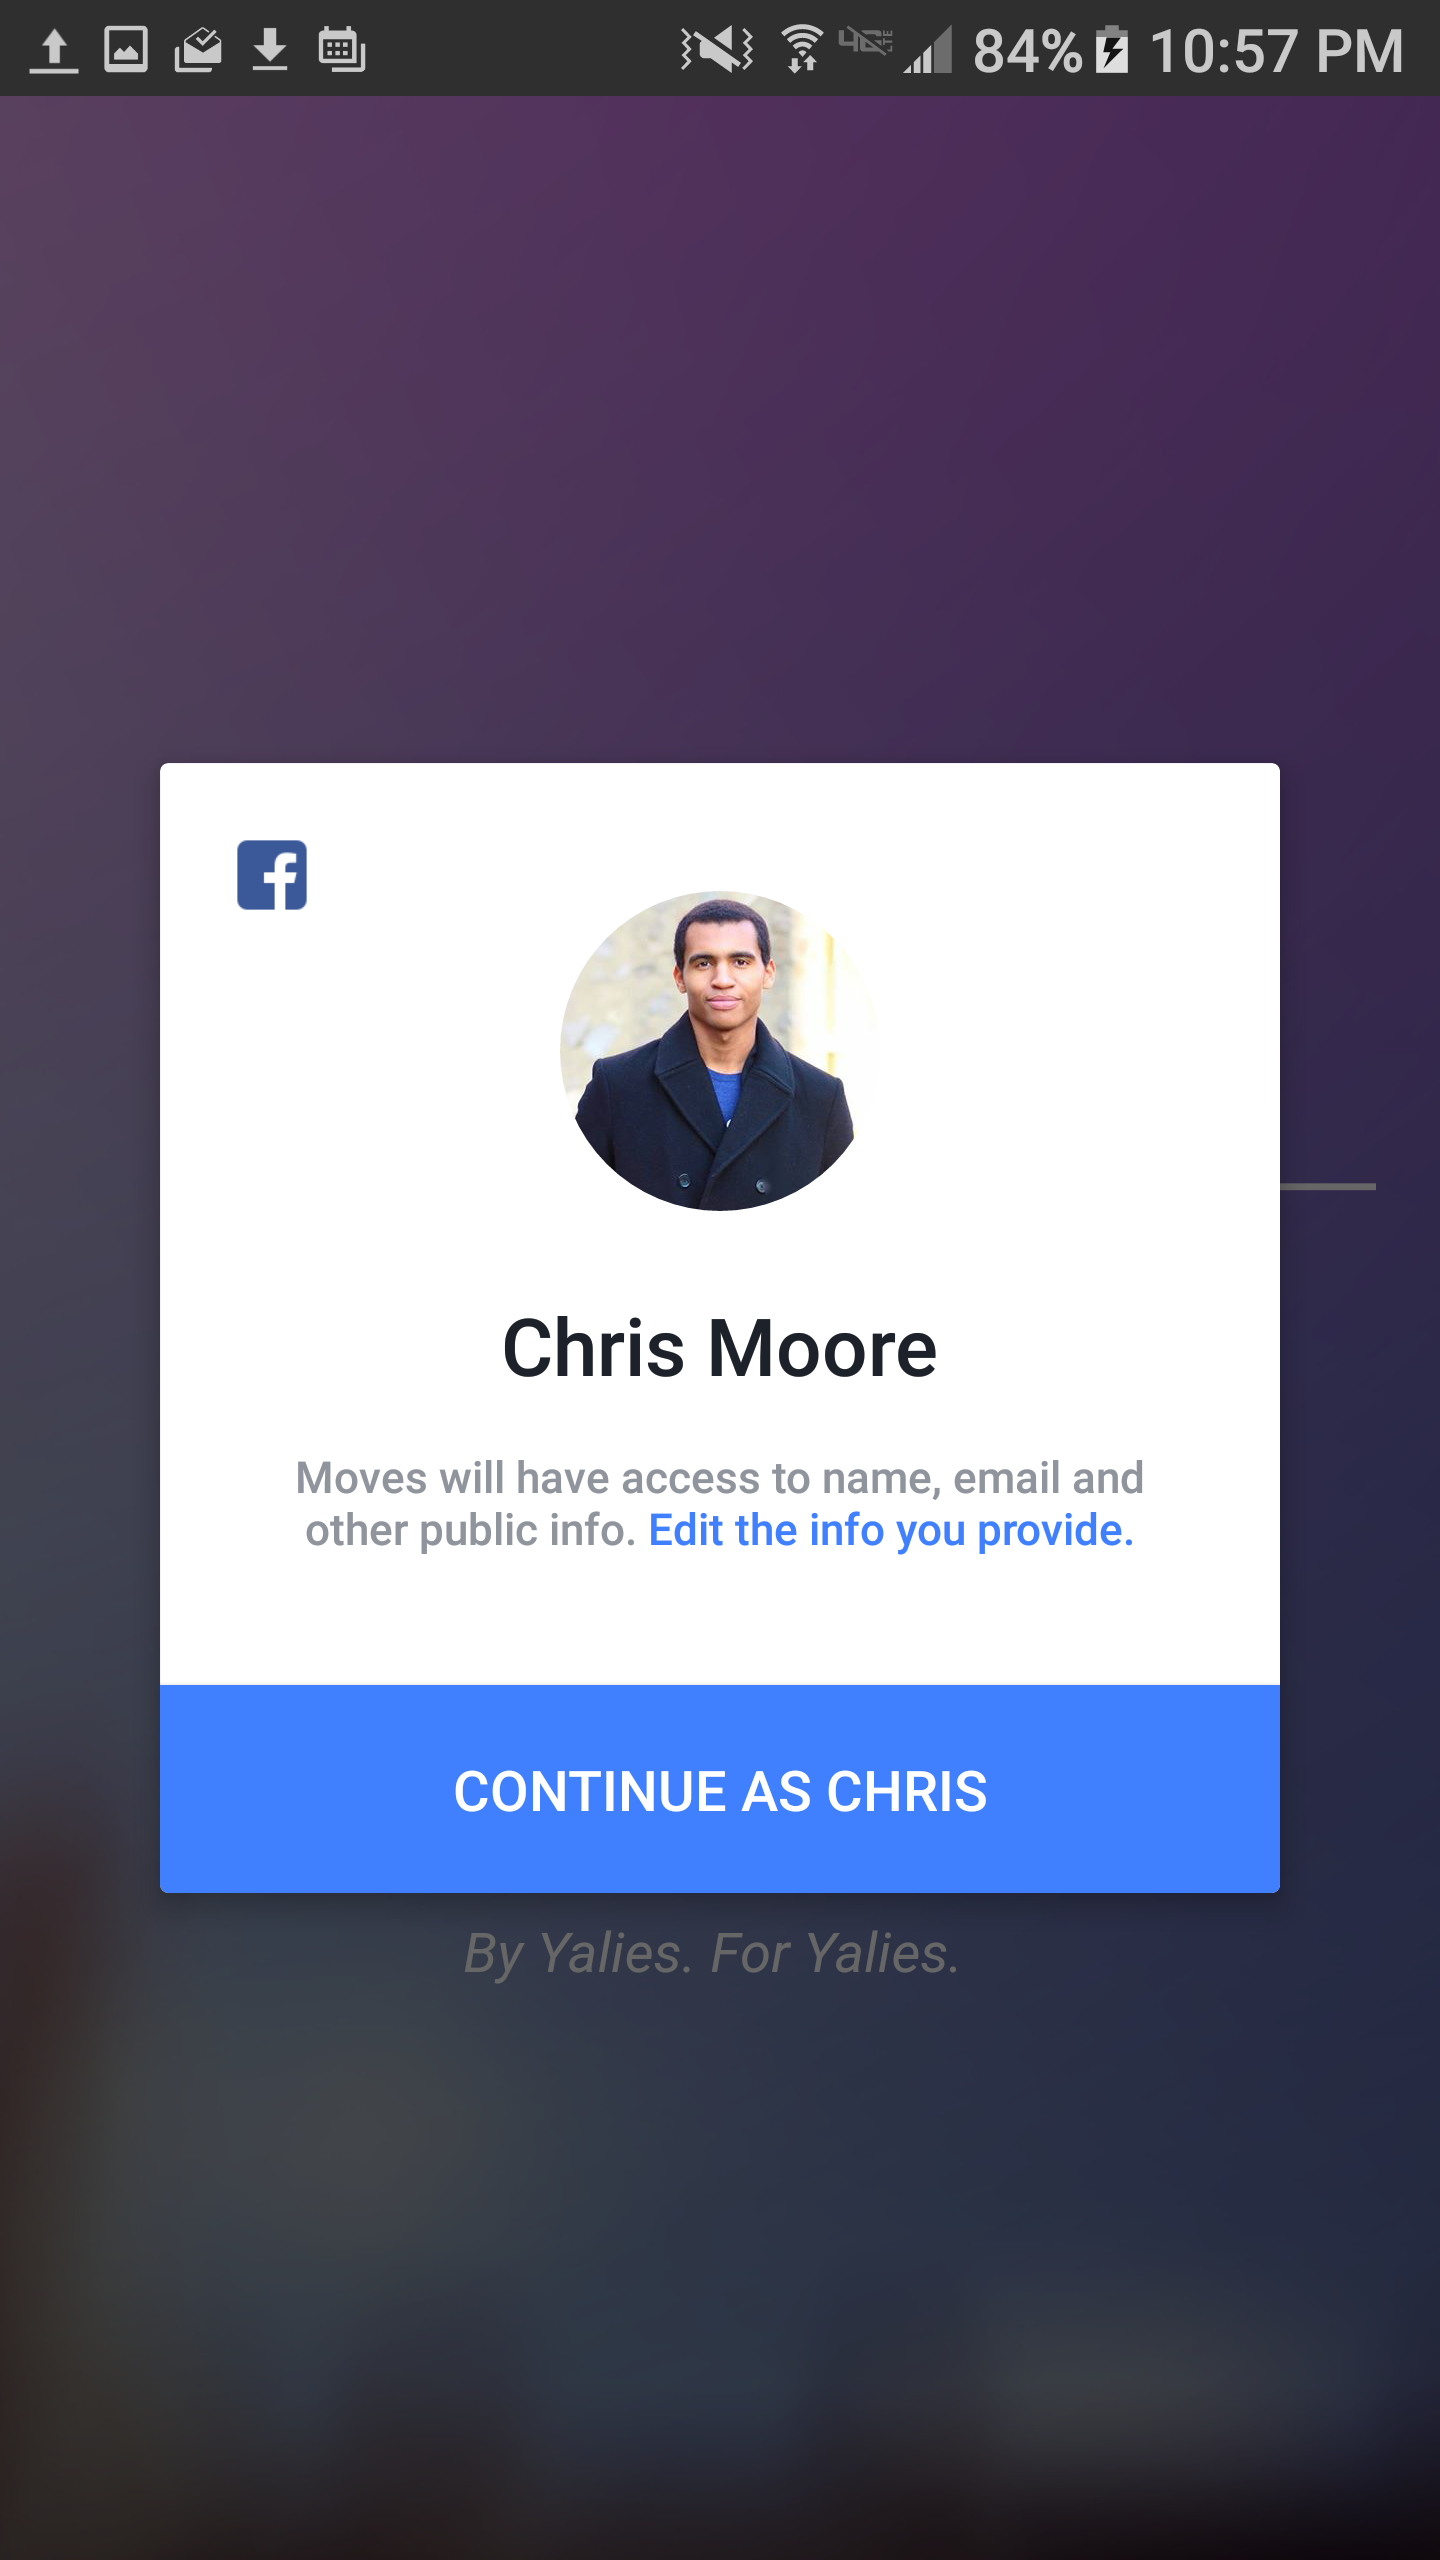 84% 10:57 PM
Chris Moore
Moves will have access to name, email and
other public info. Edit the info you provide.
CONTINUE AS CHRIS
By Yalies. For Yalies.